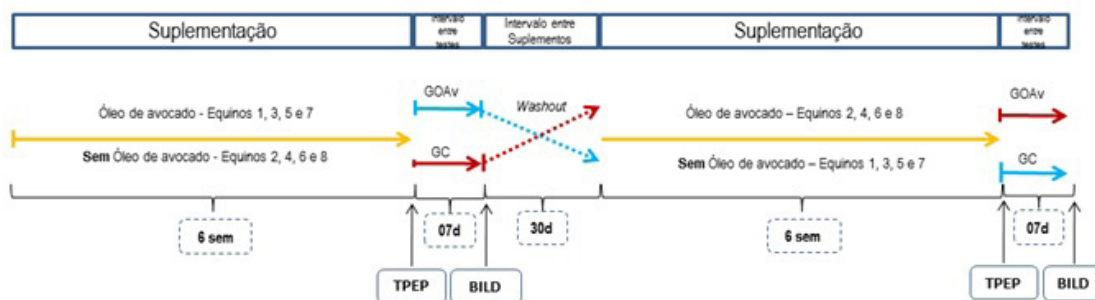 Suplementação
Intervalo
entre
testes
Intervalo entre
Suplementos
Suplementação
Intervalo
entre
testes
Óleo de avocado - Equinos 1, 3, 5 e 7
GOAv
Washout
Óleo de avocado – Equinos 2, 4, 6 e 8
GOAv
Sem Óleo de avocado - Equinos 2, 4, 6 e 8
GC
Sem Óleo de avocado – Equinos 1, 3, 5 e 7
GC
6 sem
07d
30d
6 sem
07d
TPEP
BILD
TPEP
BILD